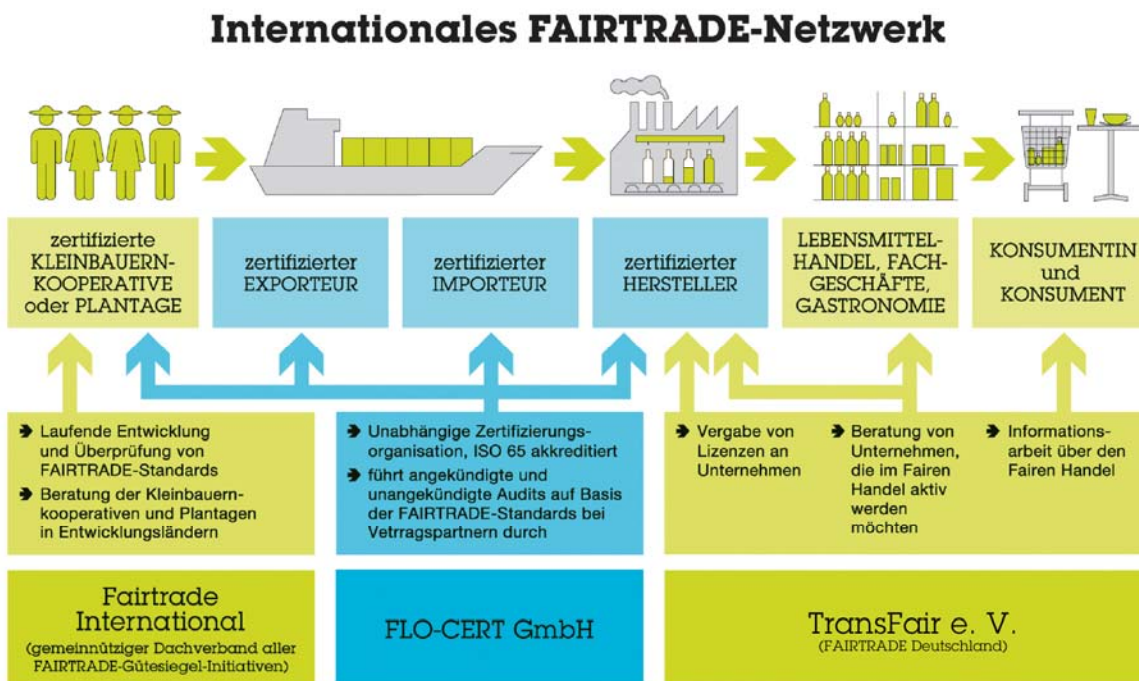 Internationales FAIRTRADE-Netzwerk
zertifizierte
KLEINBAUERN-
KOOPERATIVE
oder PLANTAGE
zertifizierter
EXPORTEUR
zertifizierter
IMPORTEUR
zertifizierter
HERSTELLER
LEBENSMITTEL-
HANDEL, FACH-
GESCHÄFTE,
GASTRONOMIE
KONSUMENTIN
und
KONSUMENT
Laufende Entwicklung
und Überprüfung von
FAIRTRADE-Standards
Beratung der Kleinbauern-
kooperativen und Plantagen
in Entwicklungsländern
Unabhängige Zertifizierungs-
organisation, ISO 65 akkreditiert
führt angekündigte und
unangekündigte Audits auf Basis
der FAIRTRADE-Standards bei
Vetrragspartnern durch
Vergabe von
Lizenzen an
Unternehmen
Beratung von
Unternehmen,
die im Fairen
Handel aktiv
werden
möchten
Informations-
arbeit über den
Fairen Handel
Fairtrade
International
(gemeinnütziger Dachverband aller
FAIRTRADE-Gütesiegel-Initiativen)
FLO-CERT GmbH
TransFair e. V.
(FAIRTRADE Deutschland)